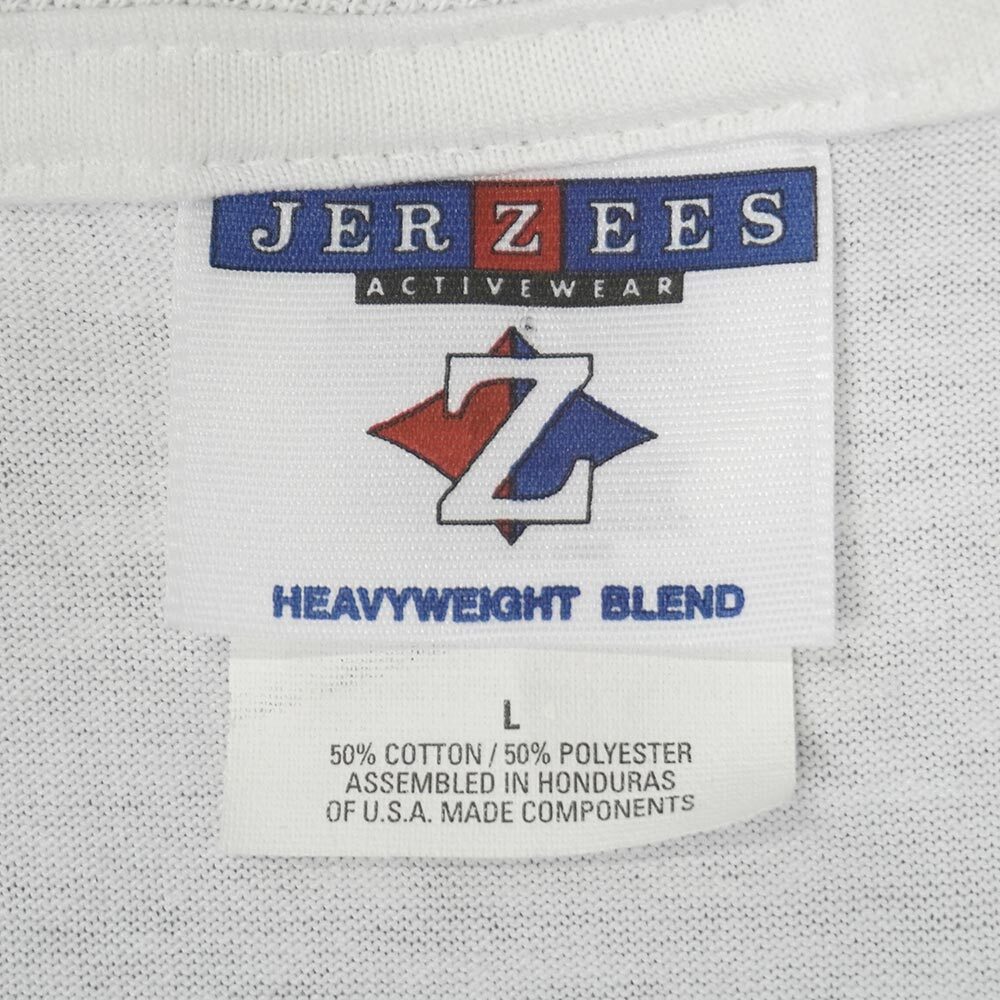 JERZEES
ACTIVEWEAR
Z
HEAVYWEIGHT BLEND
L
50% COTTON / 50% POLYESTER
ASSEMBLED IN HONDURAS
OF U.S.A. MADE COMPONENTS